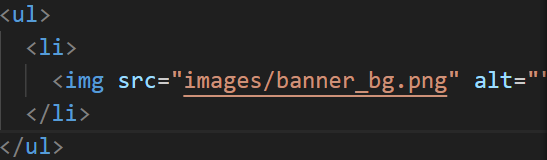 <ul>
<li>
<img src="images/banner_bg.png" alt="'
</li>
</ul>